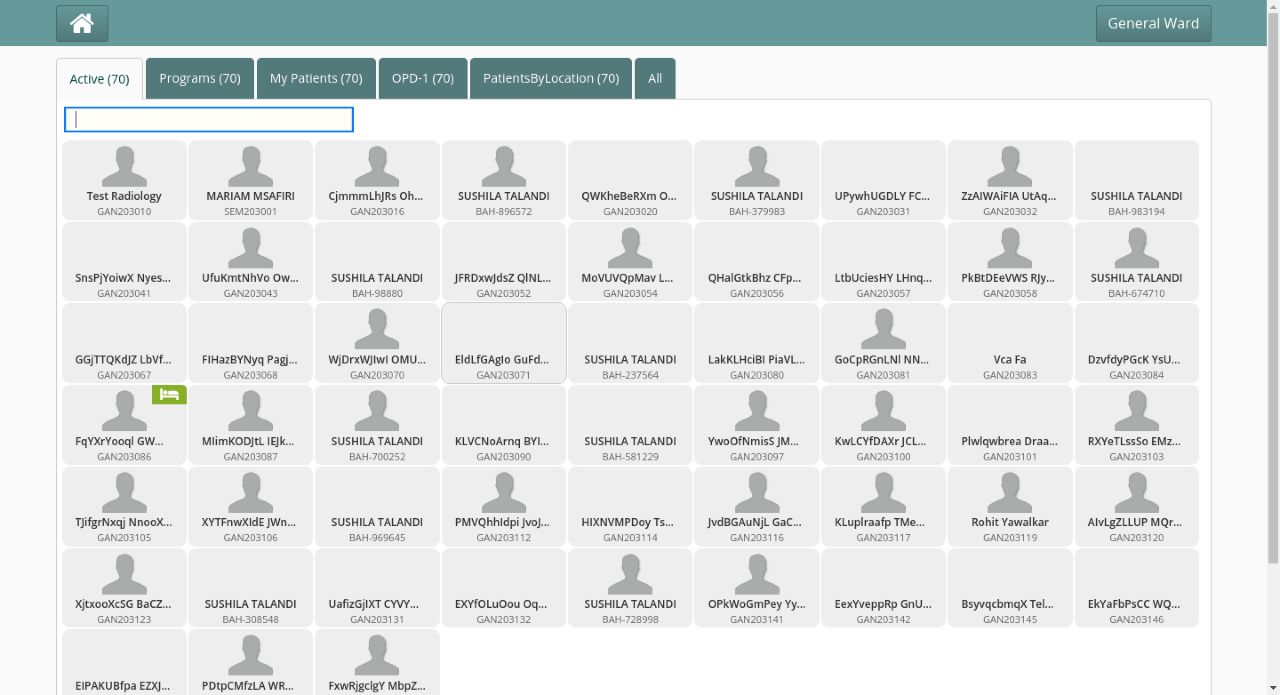 General Ward
Active (70)
Programs (70)
My Patients (70)
OPD-1 (70)
PatientsByLocation (70)
All
Test Radiology
GAN203010
MARIAM MSAFIRI
SEM203001
CjmmmLhJRs Oh...
GAN203016
SUSHILA TALANDI
BAH-896572
QWKheBeRXm O...
GAN203020
SUSHILA TALANDI
BAH-379983
UPywhUGDLY FC...
GAN203031
ZzAIWAiFIA UtAq...
GAN203032
SUSHILA TALANDI
BAH-983194
SnsPjYoiwX Nyes...
GAN203041
UfuKmtNhVo Ow...
GAN203043
SUSHILA TALANDI
BAH-98880
JFRDxwJdsZ QlNL...
GAN203052
MoVUVQpMav L...
GAN203054
QHalGtkBhz CFp...
GAN203056
LtbUciesHY LHnq...
GAN203057
PkBtDEeVWS RJy...
GAN203058
SUSHILA TALANDI
BAH-674710
GGjTTQKdJZ LbVf...
GAN203067
FIHazBYNyq Pagj...
GAN203068
WjDrxWJIwI OMU...
GAN203070
EldLfGAgIo GuFd...
GAN203071
SUSHILA TALANDI
BAH-237564
LakKLHciBI PiaVL...
GAN203080
GoCpRGnLNl NN...
GAN203081
Vca Fa
GAN203083
DzvfdyPGcK YsU...
GAN203084
FqYXrYooql GW...
GAN203086
MIimKODJtL IEJk...
GAN203087
SUSHILA TALANDI
BAH-700252
KLVCNoArnq BYI...
GAN203090
SUSHILA TALANDI
BAH-581229
YwoOfNmisS JM...
GAN203097
KwLCYfDAXr JCL...
GAN203100
Plwlqwbrea Draa...
GAN203101
RXYeTLssSo EMz...
GAN203103
TJifgrNxqj NnooX...
GAN203105
XYTFnwXIdE JWn...
GAN203106
SUSHILA TALANDI
BAH-969645
PMVQhhIdpi JvoJ...
GAN203112
HIXNVMPDoy Ts...
GAN203114
JvdBGAuNjL GaC...
GAN203116
KLuplraafp TMe...
GAN203117
Rohit Yawalkar
GAN203119
AIvLgZLLUP MQr...
GAN203120
XjtxooXcSG BaCZ...
GAN203123
SUSHILA TALANDI
BAH-308548
UafizGjIXT CYVY...
GAN203131
EXYfOLuOou Oq...
GAN203132
SUSHILA TALANDI
BAH-728998
OPkWoGmPey Yy...
GAN203141
EexYveppRp GnU...
GAN203142
BsyvqcbmqX Tel...
GAN203145
EkYaFbPsCC WQ...
GAN203146
EIPAKUBfpa EZXJ...
PDtpCMfzLA WR...
FxwRjgclgY MbpZ...